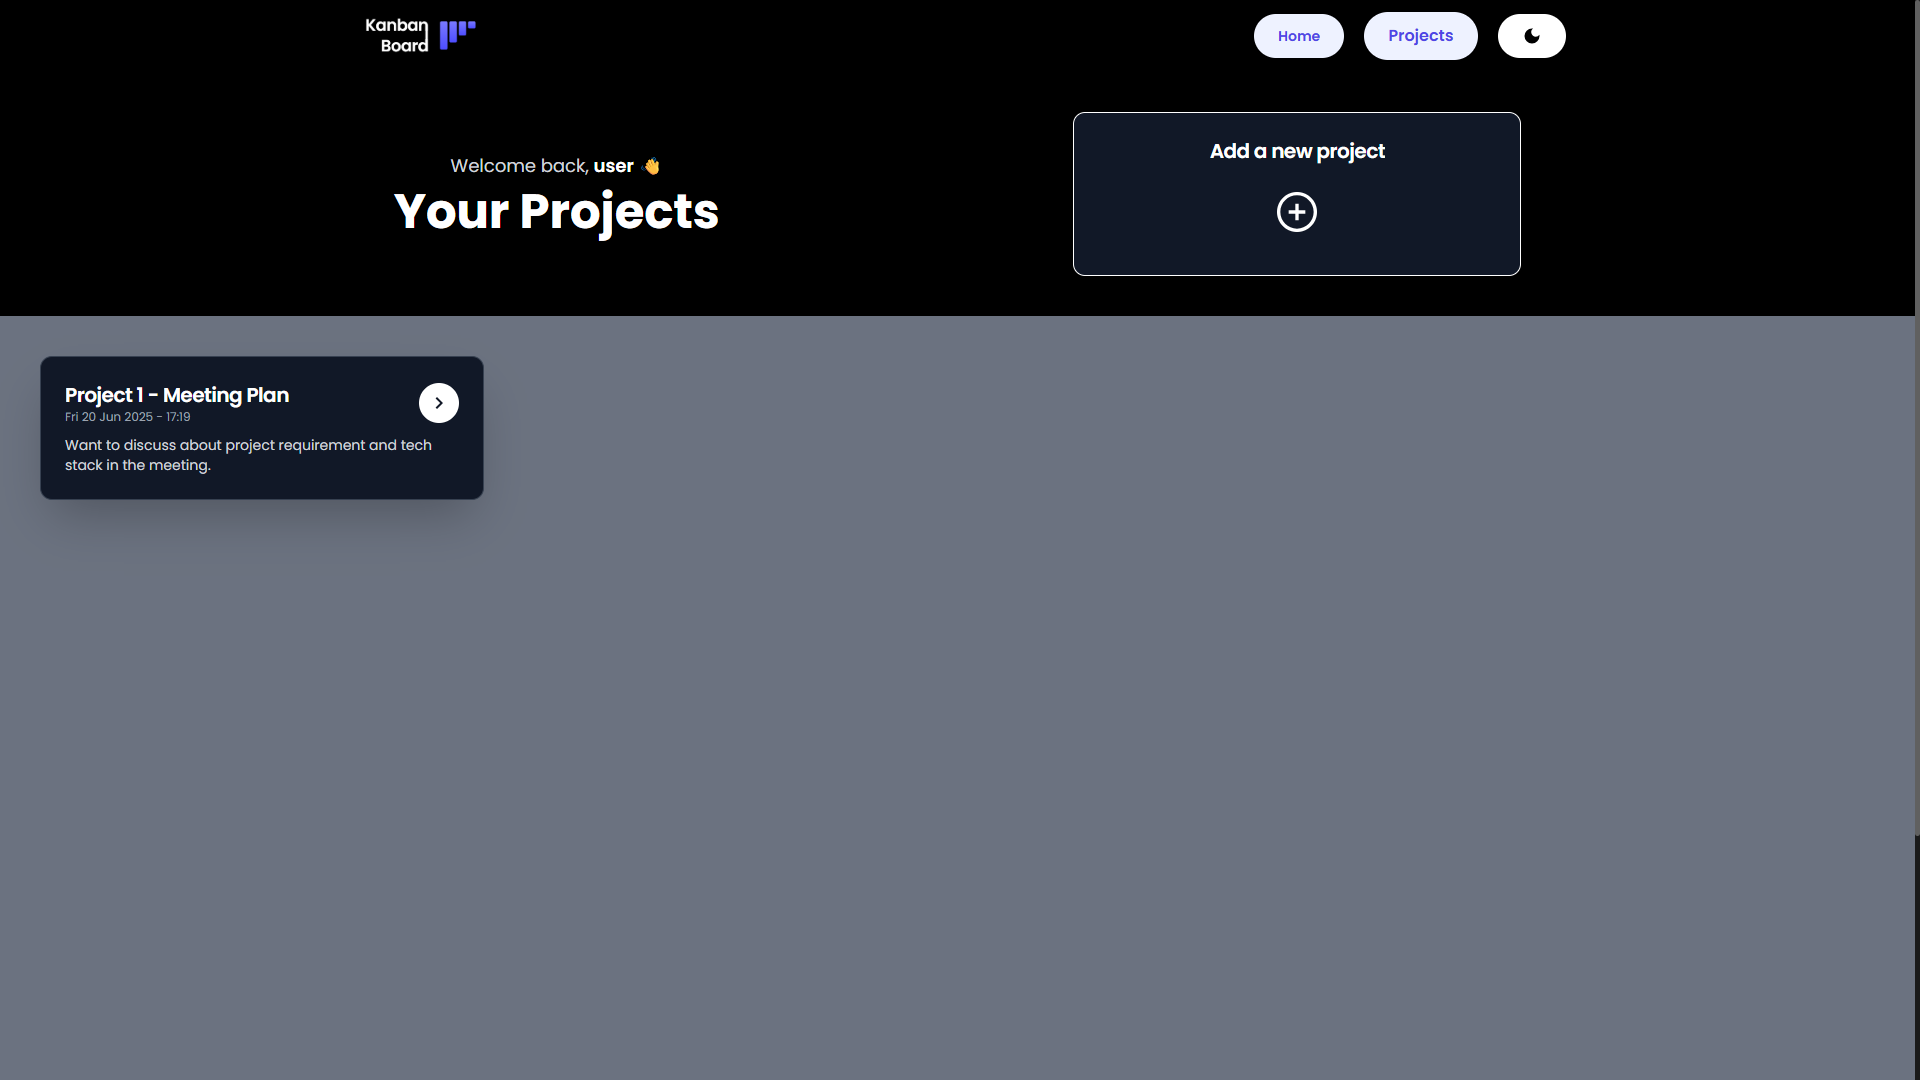 Kanban
Board
Home
Projects
Welcome back, user 👋
Your Projects
Add a new project
Project 1 - Meeting Plan
Fri 20 Jun 2025 - 17:19
Want to discuss about project requirement and tech
stack in the meeting.